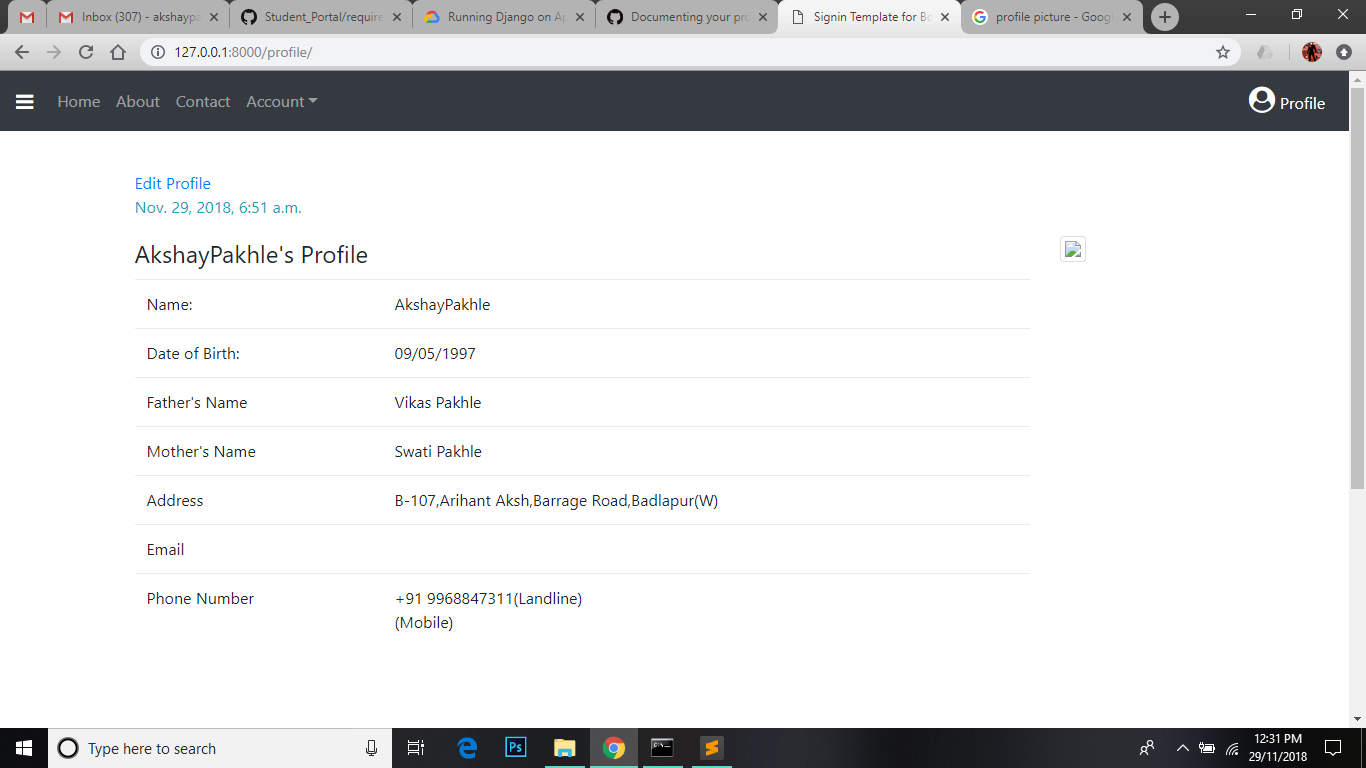 Inbox (307) - akshaypa
Student_Portal/require
Running Django on Ap
Documenting your pro
Signin Template for Bo
profile picture - Googl
127.0.0.1:8000/profile/
Home About Contact Account Profile
Edit Profile
Nov. 29, 2018, 6:51 a.m.
AkshayPakhle's Profile
Name: AkshayPakhle
Date of Birth: 09/05/1997
Father's Name Vikas Pakhle
Mother's Name Swati Pakhle
Address B-107,Arihant Aksh,Barrage Road,Badlapur(W)
Email
Phone Number +91 9968847311(Landline)
(Mobile)
Type here to search
Ps
12:31 PM
29/11/2018